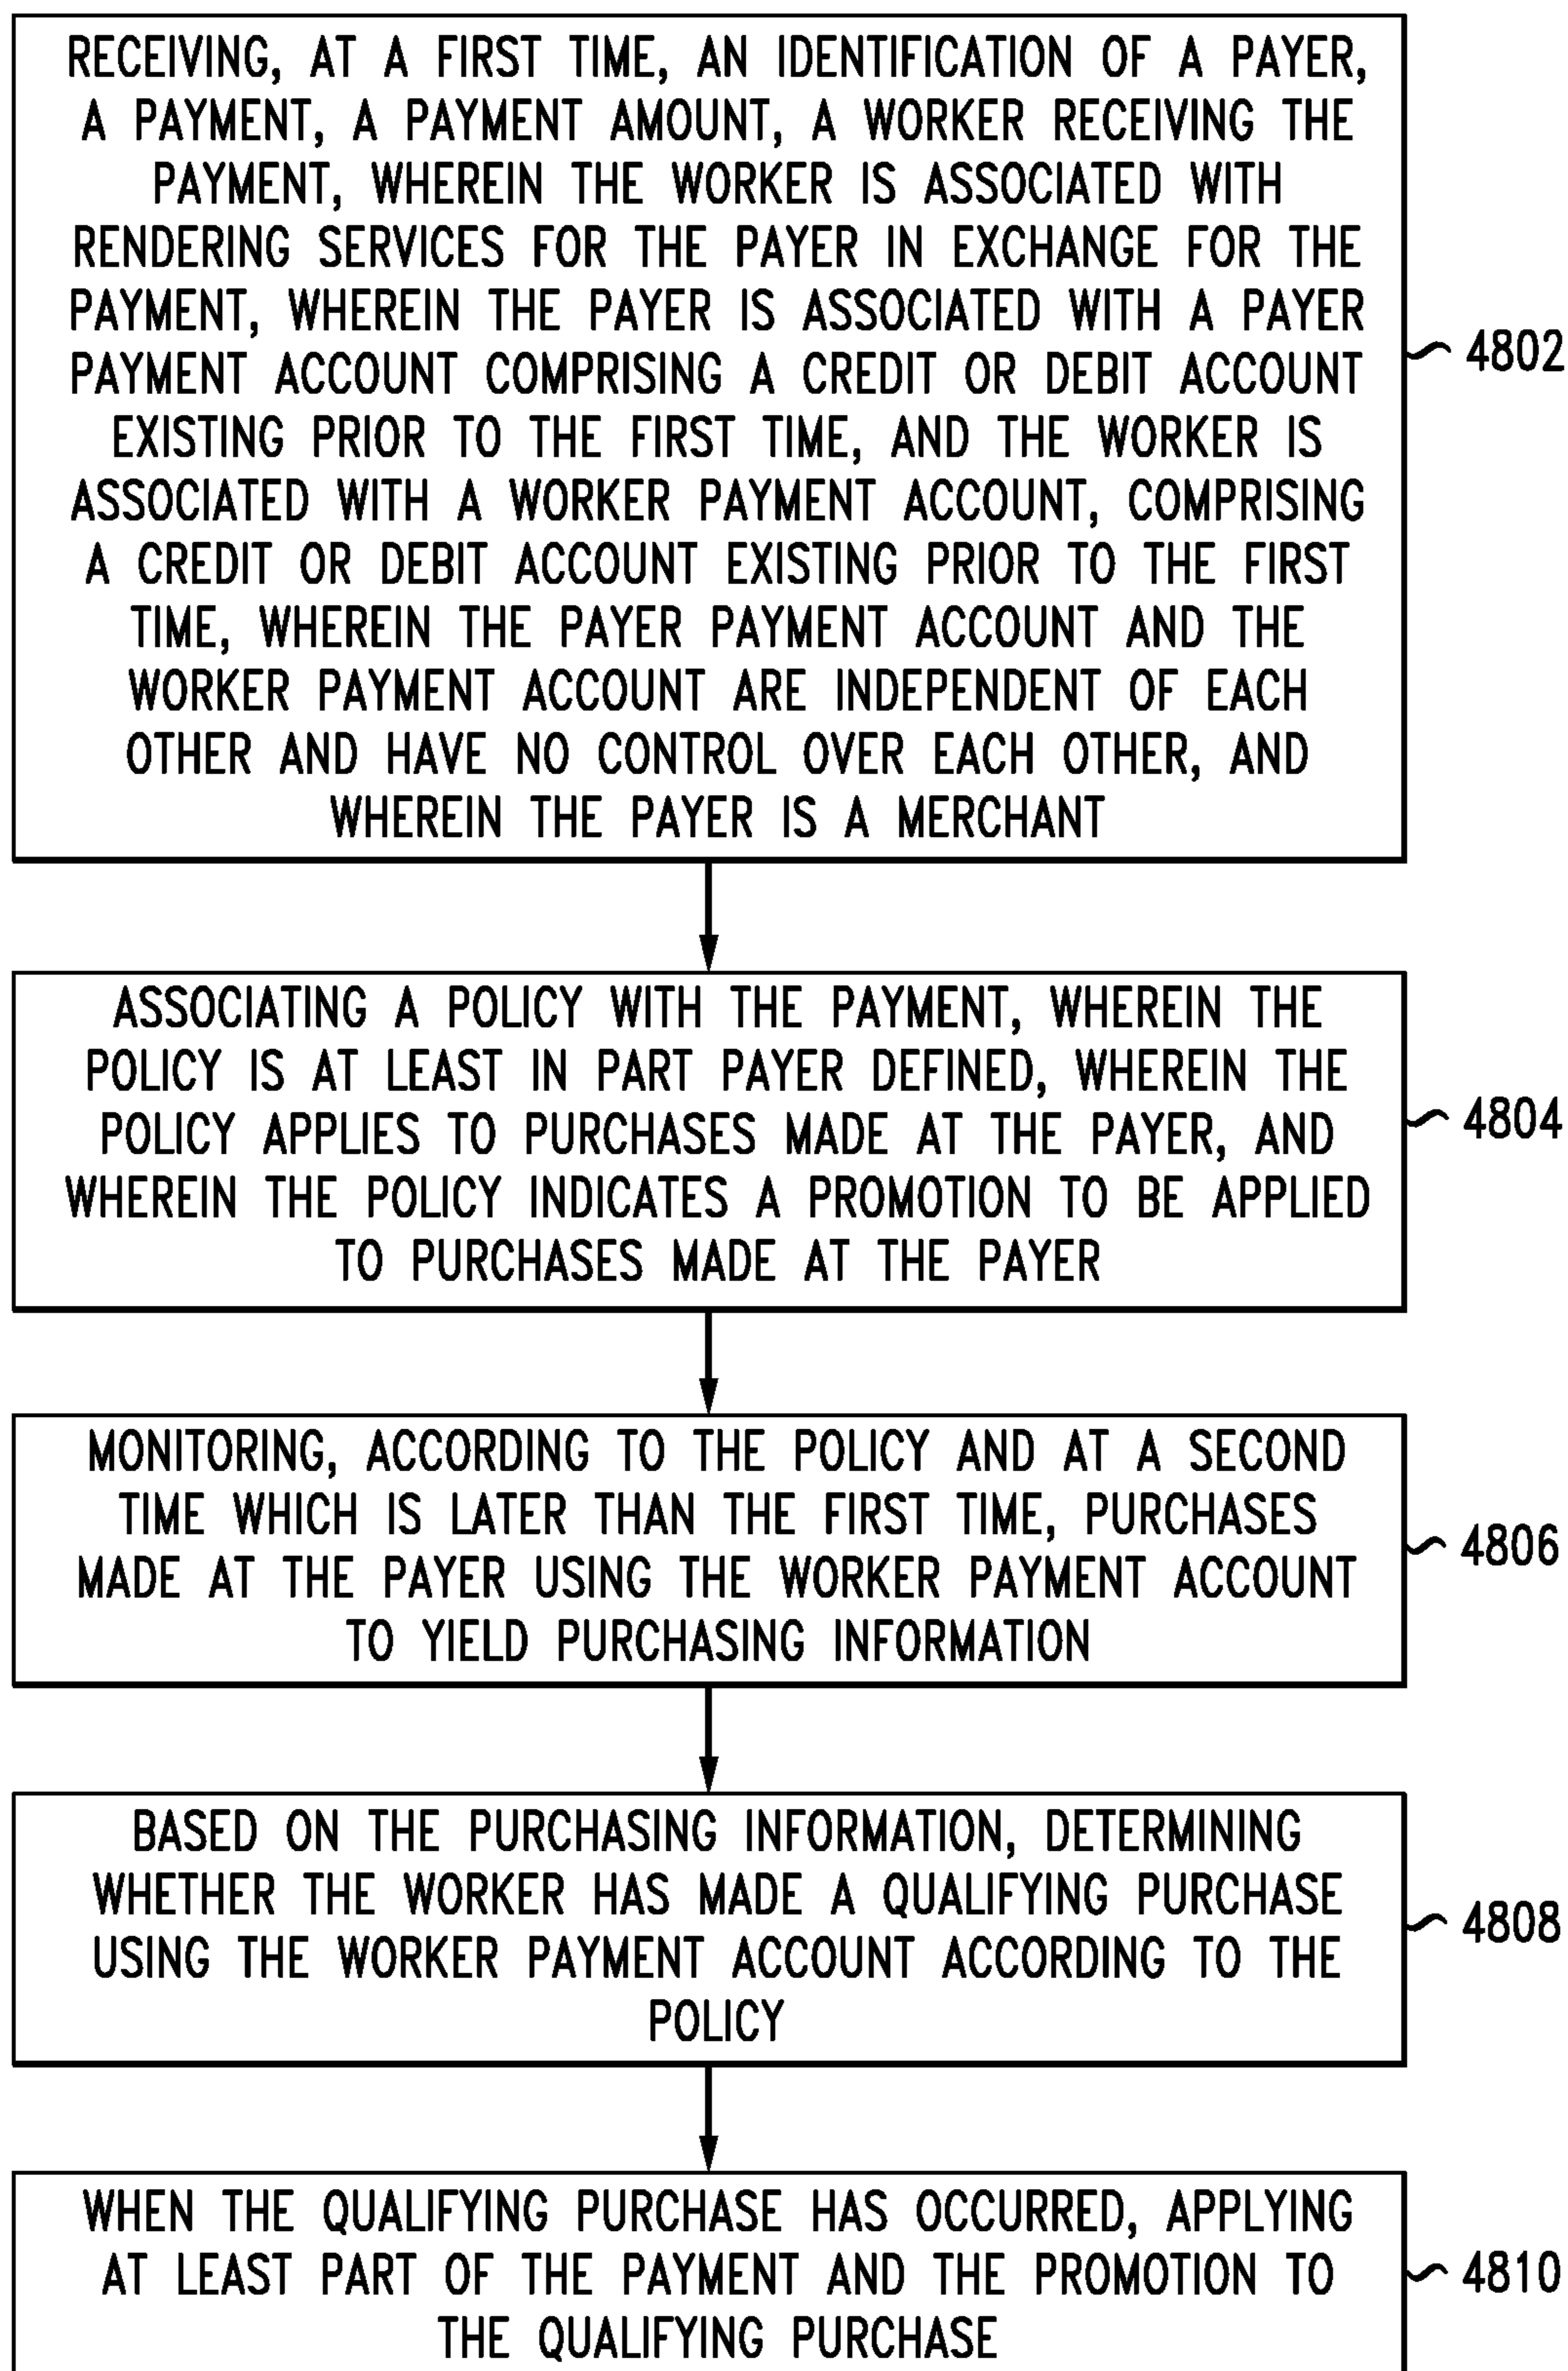 RECEIVING, AT A FIRST TIME, AN IDENTIFICATION OF A PAYER,
A PAYMENT, A PAYMENT AMOUNT, A WORKER RECEIVING THE
PAYMENT, WHEREIN THE WORKER IS ASSOCIATED WITH
RENDERING SERVICES FOR THE PAYER IN EXCHANGE FOR THE
PAYMENT, WHEREIN THE PAYER IS ASSOCIATED WITH A PAYER
PAYMENT ACCOUNT COMPRISING A CREDIT OR DEBIT ACCOUNT
EXISTING PRIOR TO THE FIRST TIME, AND THE WORKER IS
ASSOCIATED WITH A WORKER PAYMENT ACCOUNT, COMPRISING
A CREDIT OR DEBIT ACCOUNT EXISTING PRIOR TO THE FIRST
TIME, WHEREIN THE PAYER PAYMENT ACCOUNT AND THE
WORKER PAYMENT ACCOUNT ARE INDEPENDENT OF EACH
OTHER AND HAVE NO CONTROL OVER EACH OTHER, AND
WHEREIN THE PAYER IS A MERCHANT
4802
ASSOCIATING A POLICY WITH THE PAYMENT, WHEREIN THE
POLICY IS AT LEAST IN PART PAYER DEFINED, WHEREIN THE
POLICY APPLIES TO PURCHASES MADE AT THE PAYER, AND
WHEREIN THE POLICY INDICATES A PROMOTION TO BE APPLIED
TO PURCHASES MADE AT THE PAYER
4804
MONITORING, ACCORDING TO THE POLICY AND AT A SECOND
TIME WHICH IS LATER THAN THE FIRST TIME, PURCHASES
MADE AT THE PAYER USING THE WORKER PAYMENT ACCOUNT
TO YIELD PURCHASING INFORMATION
4806
BASED ON THE PURCHASING INFORMATION, DETERMINING
WHETHER THE WORKER HAS MADE A QUALIFYING PURCHASE
USING THE WORKER PAYMENT ACCOUNT ACCORDING TO THE
POLICY
4808
WHEN THE QUALIFYING PURCHASE HAS OCCURRED, APPLYING
AT LEAST PART OF THE PAYMENT AND THE PROMOTION TO
THE QUALIFYING PURCHASE
4810